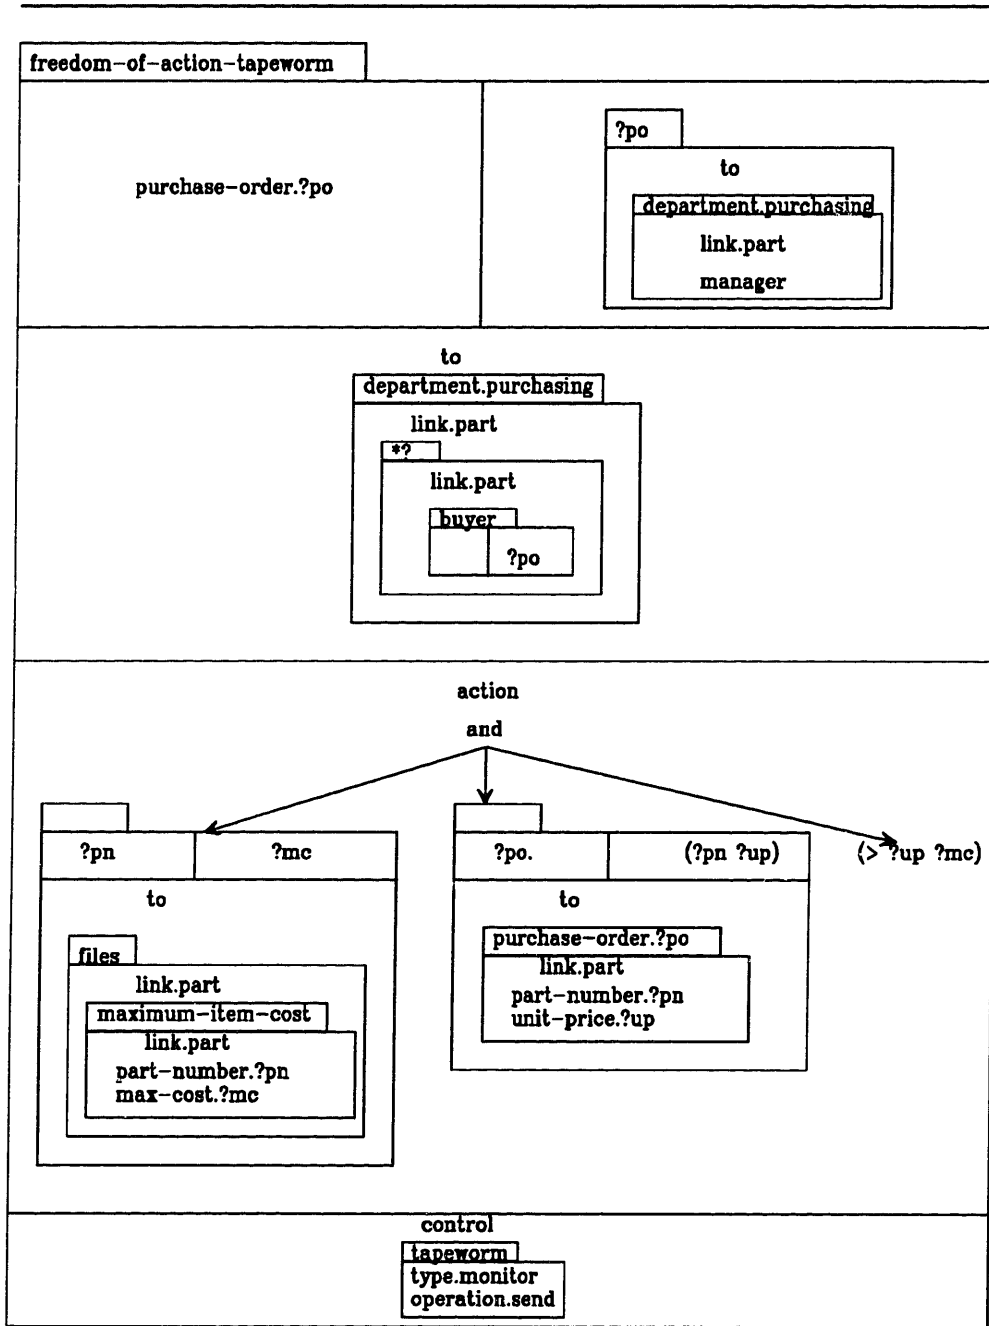 freedom-of-action-tapeworm
purchase-order.?po
?po
to
department.purchasing
link.part
manager
to
department.purchasing
link.part
*?
link.part
buyer
?po
action
and
?pn ?mc
to
files
link.part
maximum-item-cost
link.part
part-number.?pn
max-cost.?mc
?po. (?pn ?up)
to
purchase-order.?po
link.part
part-number.?pn
unit-price.?up
(> ?up ?mc)
control
tapeworm
type.monitor
operation.send